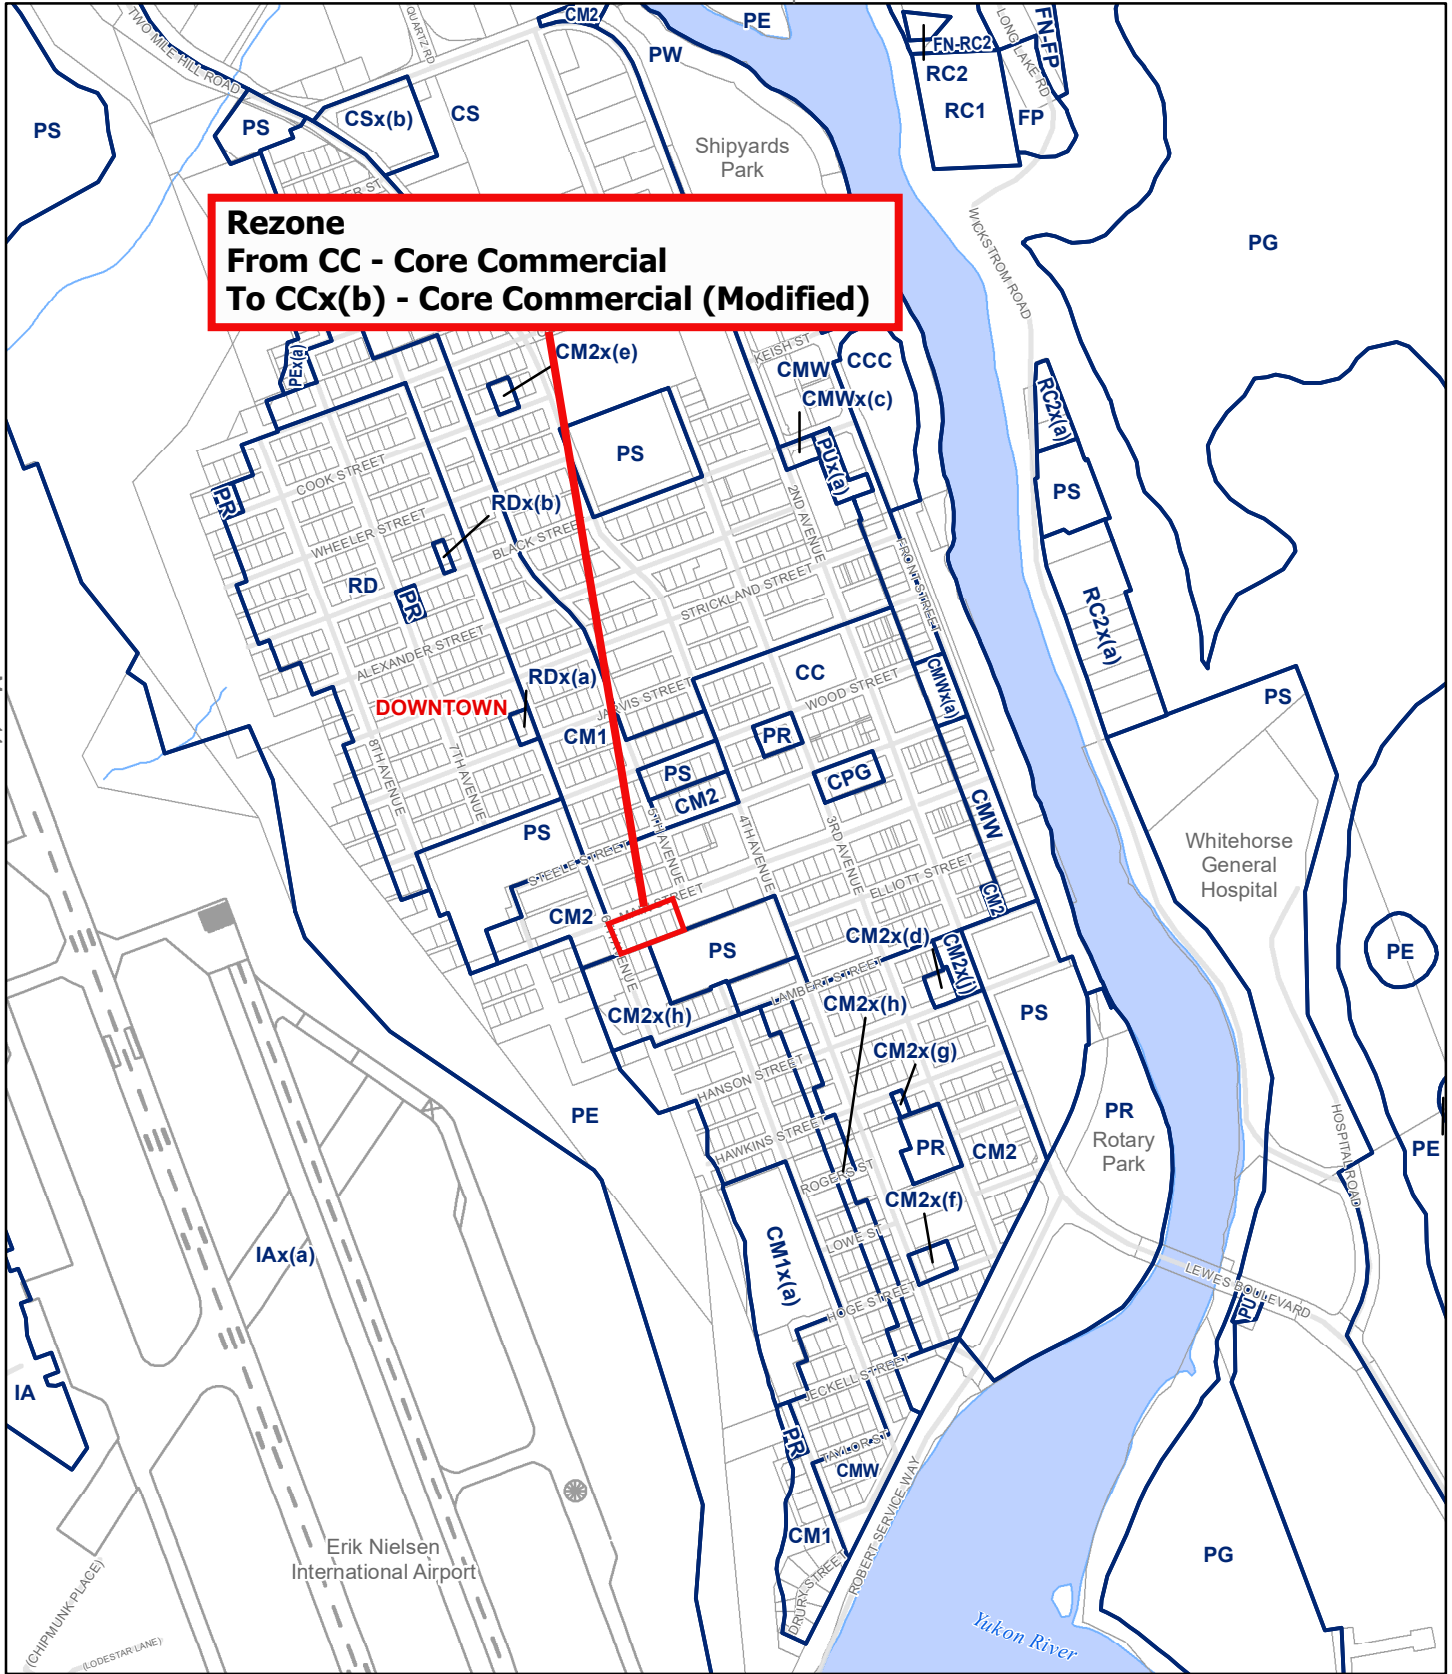 CM2
PE
PW
FN-FP
FN-RC2
LONG LAKE RD
RC2
RC1
FP
TWO MILE HILL ROAD
QUARTZ RD
PS
PS
CSx(b)
CS
Shipyards
Park
WICKSTROM ROAD
PG
Rezone
From CC - Core Commercial
To CCx(b) - Core Commercial (Modified)
PEx(a)
CM2x(e)
KEISH ST
CMW
CCC
CMWx(c)
RC2x(a)
PS
PUx(a)
PR
COOK STREET
RDx(b)
2ND AVENUE
PS
WHEELER STREET
BLACK STREET
FRONT STREET
RD
PR
STRICKLAND STREET
RC2x(a)
ALEXANDER STREET
RDx(a)
CC
DOWNTOWN
JARVIS STREET
WOOD STREET
CMWx(a)
PS
8TH AVENUE
7TH AVENUE
CM1
PR
PS
CPG
CM2
CMW
PS
5TH AVENUE
4TH AVENUE
3RD AVENUE
Whitehorse
General
Hospital
STEELE STREET
ELLIOTT STREET
MAIN STREET
CM2
CM2
6TH AVENUE
PS
CM2x(d)
CM2x(j)
PE
LAMBERT STREET
CM2x(h)
CM2x(h)
PS
CM2x(g)
HANSON STREET
PE
PR
Rotary
Park
HOSPITAL ROAD
HAWKINS STREET
PR
CM2
PE
ROGERS ST
CM2x(f)
IAx(a)
CM1x(a)
LOWE ST
LEWES BOULEVARD
PU
HOGE STREET
IA
JECKELL STREET
PR
TAYLOR ST
CMW
CM1
ROBERT SERVICE WAY
Erik Nielsen
International Airport
DRURY STREET
PG
(CHIPMUNK PLACE)
(LODESTAR LANE)
Yukon River